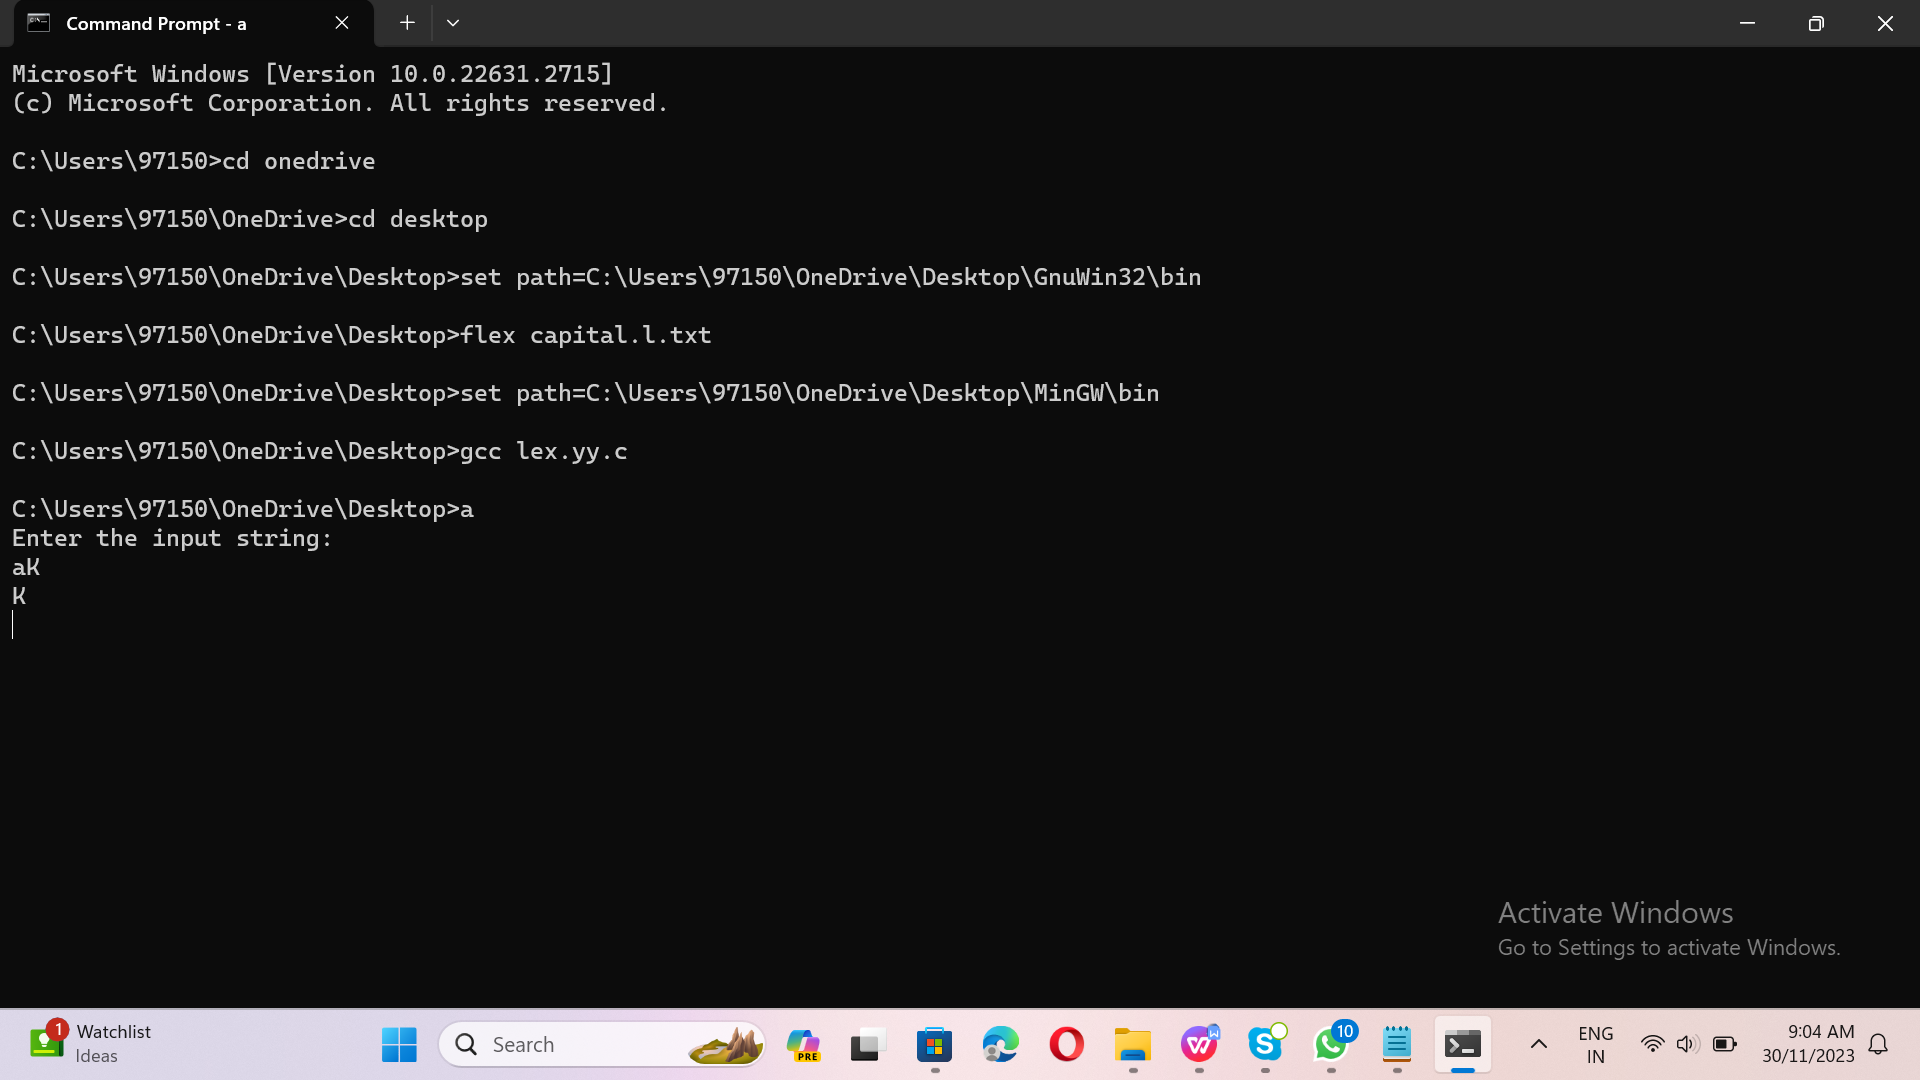 Command Prompt - a
Microsoft Windows [Version 10.0.22631.2715]
(c) Microsoft Corporation. All rights reserved.
C:\Users\97150>cd onedrive
C:\Users\97150\OneDrive>cd desktop
C:\Users\97150\OneDrive\Desktop>set path=C:\Users\97150\OneDrive\Desktop\GnuWin32\bin
C:\Users\97150\OneDrive\Desktop>flex capital.l.txt
C:\Users\97150\OneDrive\Desktop>set path=C:\Users\97150\OneDrive\Desktop\MinGW\bin
C:\Users\97150\OneDrive\Desktop>gcc lex.yy.c
C:\Users\97150\OneDrive\Desktop>a
Enter the input string:
aK
K
Activate Windows
Go to Settings to activate Windows.
1
Watchlist
Ideas
Search
PRE
W
S
10
ENG
IN
9:04 AM
30/11/2023